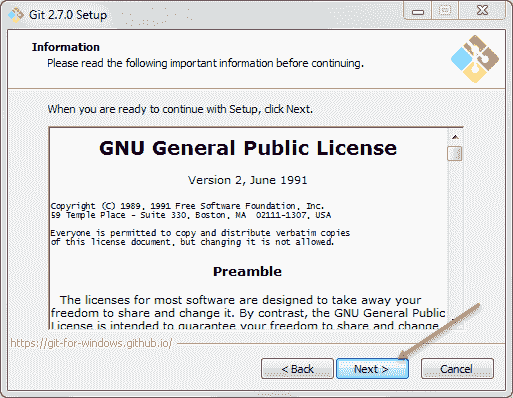 Git 2.7.0 Setup
Information
Please read the following important information before continuing.
When you are ready to continue with Setup, click Next.
GNU General Public License
Version 2, June 1991
Copyright (C) 1989, 1991 Free Software Foundation, Inc.
59 Temple Place - Suite 330, Boston, MA  02111-1307, USA
Everyone is permitted to copy and distribute verbatim copies
of this license document, but changing it is not allowed.
Preamble
The licenses for most software are designed to take away your
freedom to share and change it. By contrast, the GNU General Public
License is intended to guarantee your freedom to share and change
https://git-for-windows.github.io/
< Back Next > Cancel